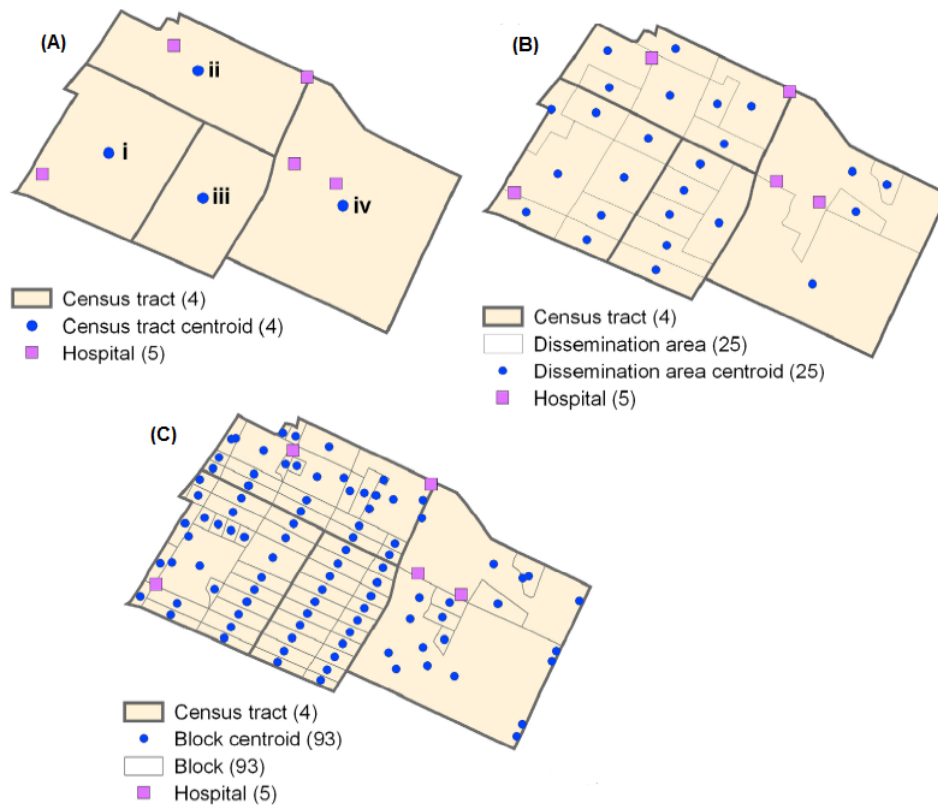 (A)
ii
i
iii
iv
Census tract (4)
Census tract centroid (4)
Hospital (5)
(B)
Census tract (4)
Dissemination area (25)
Dissemination area centroid (25)
Hospital (5)
(C)
Census tract (4)
Block centroid (93)
Block (93)
Hospital (5)